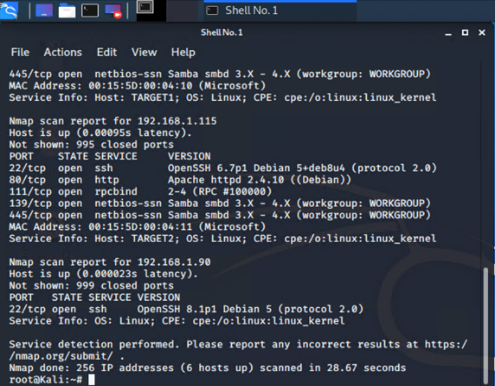 Shell No. 1
Shell No. 1
File Actions Edit View Help
445/tcp open  netbios-ssn Samba smbd 3.X - 4.X (workgroup: WORKGROUP)
MAC Address: 00:15:5D:00:04:10 (Microsoft)
Service Info: Host: TARGET1; OS: Linux; CPE: cpe:/o:linux:linux_kernel
Nmap scan report for 192.168.1.115
Host is up (0.00095s latency).
Not shown: 995 closed ports
PORT    STATE SERVICE     VERSION
22/tcp  open  ssh         OpenSSH 6.7p1 Debian 5+deb8u4 (protocol 2.0)
80/tcp  open  http        Apache httpd 2.4.10 ((Debian))
111/tcp open  rpcbind     2-4 (RPC #100000)
139/tcp open  netbios-ssn Samba smbd 3.X - 4.X (workgroup: WORKGROUP)
445/tcp open  netbios-ssn Samba smbd 3.X - 4.X (workgroup: WORKGROUP)
MAC Address: 00:15:5D:00:04:11 (Microsoft)
Service Info: Host: TARGET2; OS: Linux; CPE: cpe:/o:linux:linux_kernel
Nmap scan report for 192.168.1.90
Host is up (0.000023s latency).
Not shown: 999 closed ports
PORT   STATE SERVICE VERSION
22/tcp open  ssh     OpenSSH 8.1p1 Debian 5 (protocol 2.0)
Service Info: OS: Linux; CPE: cpe:/o:linux:linux_kernel
Service detection performed. Please report any incorrect results at https:/
/nmap.org/submit/ .
Nmap done: 256 IP addresses (6 hosts up) scanned in 28.67 seconds
root@Kali:~#